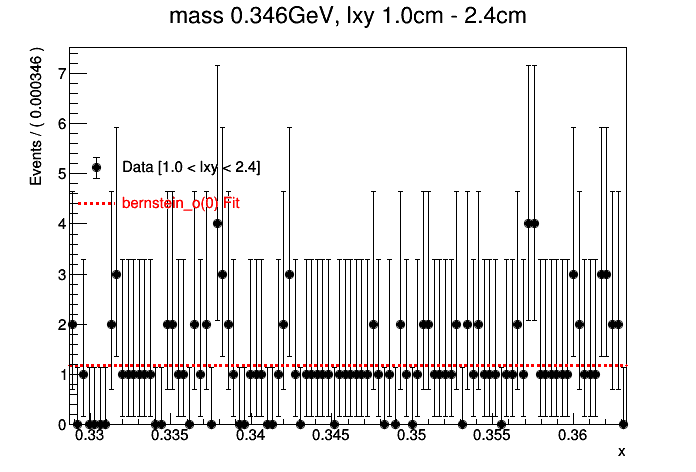 mass 0.346GeV, lxy 1.0cm - 2.4cm
Events / ( 0.000346 )
7
6
5
4
3
2
1
0
Data [1.0 < lxy < 2.4]
bernstein_o(0) Fit
0.33 0.335 0.34 0.345 0.35 0.355 0.36
x